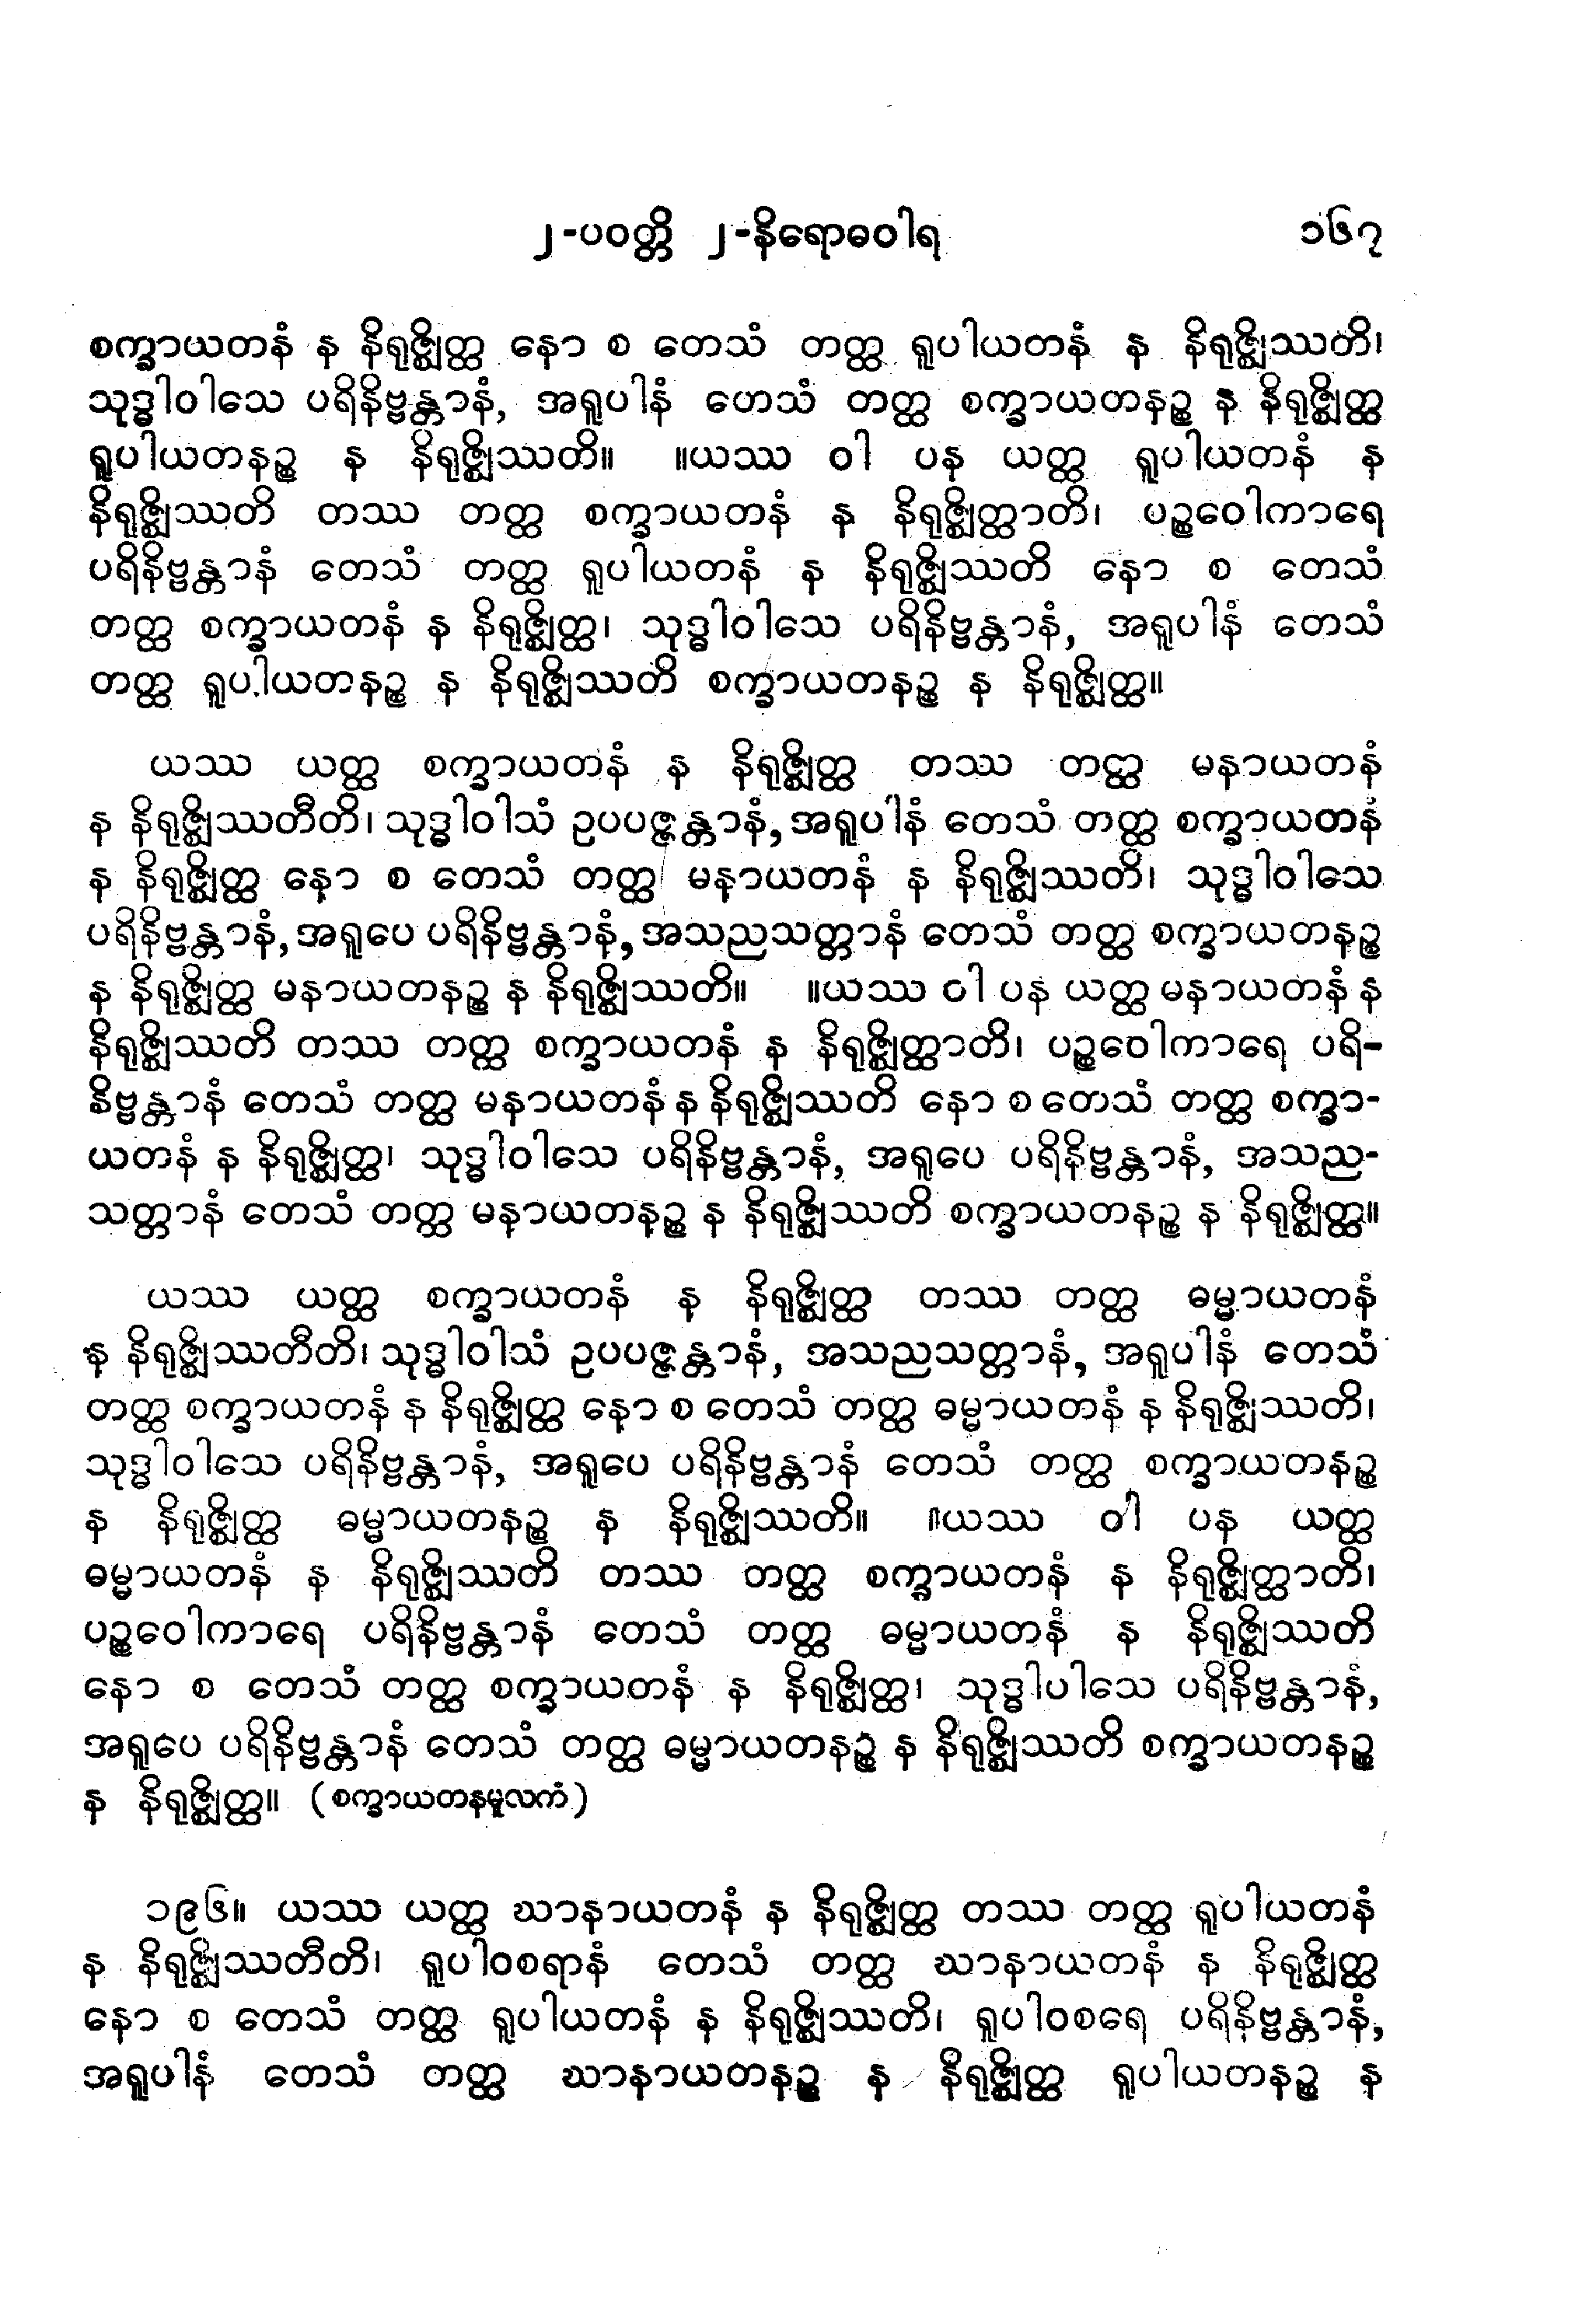 ၂-ပဝတ္တိ ၂-နိရောဓဝါရ ၁၆၇
စက္ခာယတနံ န နိရုဇ္ဈိတ္ထ နော စ တေသံ တတ္ထ ရူပါယတနံ န နိရုဇ္ဈိဿတိ၊
သုဒ္ဓါဝါသေ ပရိနိဗ္ဗန္တာနံ, အရူပါနံ ဟေသံ တတ္ထ စက္ခာယတနဉ္စ န နိရုဇ္ဈိတ္ထ
ရူပါယတနဉ္စ န နိရုဇ္ဈိဿတိ။ ။ယဿ ဝါ ပန ယတ္ထ ရူပါယတနံ န
နိရုဇ္ဈိဿတိ တဿ တတ္ထ စက္ခာယတနံ န နိရုဇ္ဈိတ္ထာတိ၊ ပဉ္စဝေါကာရေ
ပရိနိဗ္ဗန္တာနံ တေသံ တတ္ထ ရူပါယတနံ န နိရုဇ္ဈိဿတိ နော စ တေသံ
တတ္ထ စက္ခာယတနံ န နိရုဇ္ဈိတ္ထ၊ သုဒ္ဓါဝါသေ ပရိနိဗ္ဗန္တာနံ, အရူပါနံ တေသံ
တတ္ထ ရူပါယတနဉ္စ န နိရုဇ္ဈိဿတိ စက္ခာယတနဉ္စ န နိရုဇ္ဈိတ္ထ။
ယဿ ယတ္ထ စက္ခာယတနံ န နိရုဇ္ဈိတ္ထ တဿ တတ္ထ မနာယတနံ
န နိရုဇ္ဈိဿတီတိ၊ သုဒ္ဓါဝါသံ ဥပပဇ္ဇန္တာနံ, အရူပါနံ တေသံ တတ္ထ စက္ခာယတနံ
န နိရုဇ္ဈိတ္ထ နော စ တေသံ တတ္ထ မနာယတနံ န နိရုဇ္ဈိဿတိ၊ သုဒ္ဓါဝါသေ
ပရိနိဗ္ဗန္တာနံ, အရူပေ ပရိနိဗ္ဗန္တာနံ, အသညသတ္တာနံ တေသံ တတ္ထ စက္ခာယတနဉ္စ
န နိရုဇ္ဈိတ္ထ မနာယတနဉ္စ န နိရုဇ္ဈိဿတိ။ ။ယဿ ဝါ ပန ယတ္ထ မနာယတနံ န
နိရုဇ္ဈိဿတိ တဿ တတ္ထ စက္ခာယတနံ န နိရုဇ္ဈိတ္ထာတိ၊ ပဉ္စဝေါကာရေ ပရိ-
နိဗ္ဗန္တာနံ တေသံ တတ္ထ မနာယတနံ န နိရုဇ္ဈိဿတိ နော စ တေသံ တတ္ထ စက္ခာ-
ယတနံ န နိရုဇ္ဈိတ္ထ၊ သုဒ္ဓါဝါသေ ပရိနိဗ္ဗန္တာနံ, အရူပေ ပရိနိဗ္ဗန္တာနံ, အသည-
သတ္တာနံ တေသံ တတ္ထ မနာယတနဉ္စ န နိရုဇ္ဈိဿတိ စက္ခာယတနဉ္စ န နိရုဇ္ဈိတ္ထ။
ယဿ ယတ္ထ စက္ခာယတနံ န နိရုဇ္ဈိတ္ထ တဿ တတ္ထ ဓမ္မာယတနံ
န နိရုဇ္ဈိဿတီတိ၊ သုဒ္ဓါဝါသံ ဥပပဇ္ဇန္တာနံ, အသညသတ္တာနံ, အရူပါနံ တေသံ
တတ္ထ စက္ခာယတနံ န နိရုဇ္ဈိတ္ထ နော စ တေသံ တတ္ထ ဓမ္မာယတနံ န နိရုဇ္ဈိဿတိ၊
သုဒ္ဓါဝါသေ ပရိနိဗ္ဗန္တာနံ, အရူပေ ပရိနိဗ္ဗန္တာနံ တေသံ တတ္ထ စက္ခာယတနဉ္စ
န နိရုဇ္ဈိတ္ထ ဓမ္မာယတနဉ္စ န နိရုဇ္ဈိဿတိ။ ။ယဿ ဝါ ပန ယတ္ထ
ဓမ္မာယတနံ န နိရုဇ္ဈိဿတိ တဿ တတ္ထ စက္ခာယတနံ န နိရုဇ္ဈိတ္ထာတိ၊
ပဉ္စဝေါကာရေ ပရိနိဗ္ဗန္တာနံ တေသံ တတ္ထ ဓမ္မာယတနံ န နိရုဇ္ဈိဿတိ
နော စ တေသံ တတ္ထ စက္ခာယတနံ န နိရုဇ္ဈိတ္ထ၊ သုဒ္ဓါပါသေ ပရိနိဗ္ဗန္တာနံ,
အရူပေ ပရိနိဗ္ဗန္တာနံ တေသံ တတ္ထ ဓမ္မာယတနဉ္စ န နိရုဇ္ဈိဿတိ စက္ခာယတနဉ္စ
န နိရုဇ္ဈိတ္ထ။ (စက္ခာယတနမူလကံ)
၁၉၆။ ယဿ ယတ္ထ ဃာနာယတနံ န နိရုဇ္ဈိတ္ထ တဿ တတ္ထ ရူပါယတနံ
န နိရုဇ္ဈိဿတီတိ၊ ရူပါဝစရာနံ တေသံ တတ္ထ ဃာနာယတနံ န နိရုဇ္ဈိတ္ထ
နော စ တေသံ တတ္ထ ရူပါယတနံ န နိရုဇ္ဈိဿတိ၊ ရူပါဝစရေ ပရိနိဗ္ဗန္တာနံ,
အရူပါနံ တေသံ တတ္ထ ဃာနာယတနဉ္စ န နိရုဇ္ဈိတ္ထ ရူပါယတနဉ္စ န